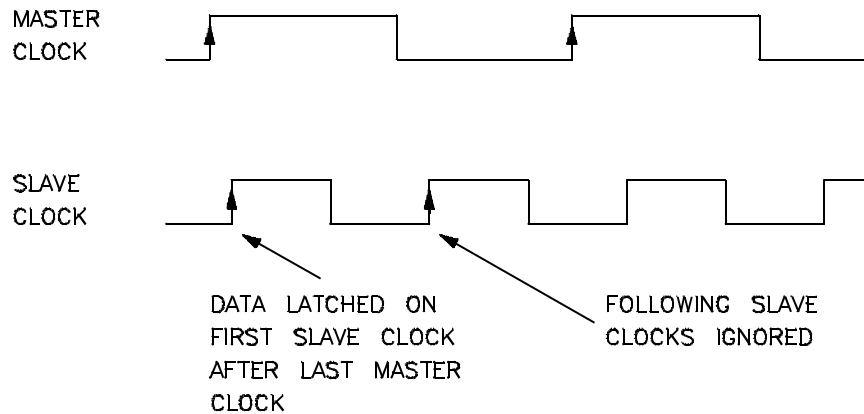 MASTER
CLOCK
SLAVE
CLOCK
DATA LATCHED ON
FIRST SLAVE CLOCK
AFTER LAST MASTER
CLOCK
FOLLOWING SLAVE
CLOCKS IGNORED